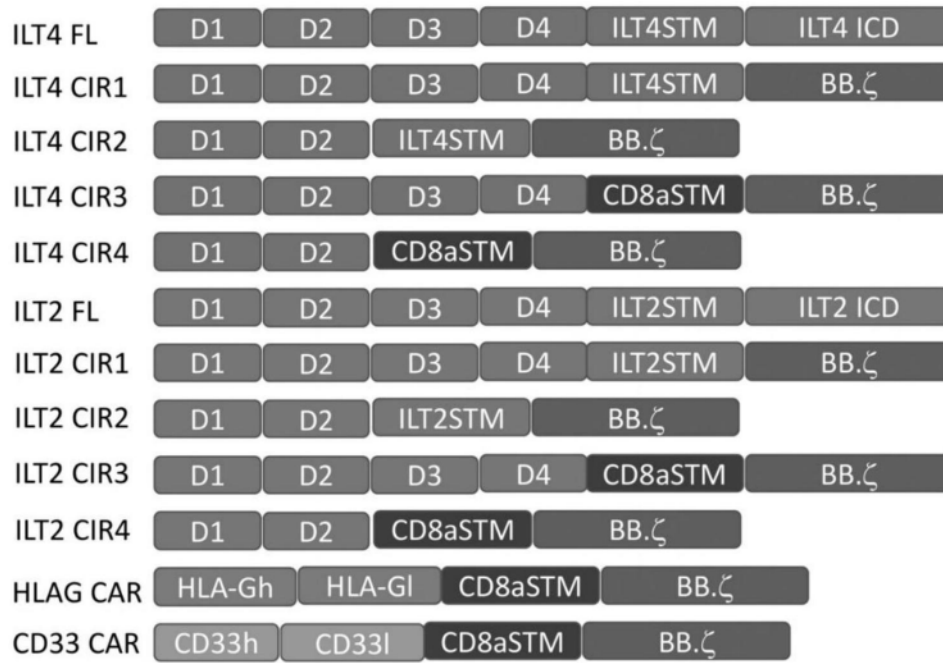 ILT4 FL D1 D2 D3 D4 ILT4STM ILT4 ICD
ILT4 CIR1 D1 D2 D3 D4 ILT4STM BB.ζ
ILT4 CIR2 D1 D2 ILT4STM BB.ζ
ILT4 CIR3 D1 D2 D3 D4 CD8aSTM BB.ζ
ILT4 CIR4 D1 D2 CD8aSTM BB.ζ
ILT2 FL D1 D2 D3 D4 ILT2STM ILT2 ICD
ILT2 CIR1 D1 D2 D3 D4 ILT2STM BB.ζ
ILT2 CIR2 D1 D2 ILT2STM BB.ζ
ILT2 CIR3 D1 D2 D3 D4 CD8aSTM BB.ζ
ILT2 CIR4 D1 D2 CD8aSTM BB.ζ
HLAG CAR HLA-Gh HLA-Gl CD8aSTM BB.ζ
CD33 CAR CD33h CD33l CD8aSTM BB.ζ